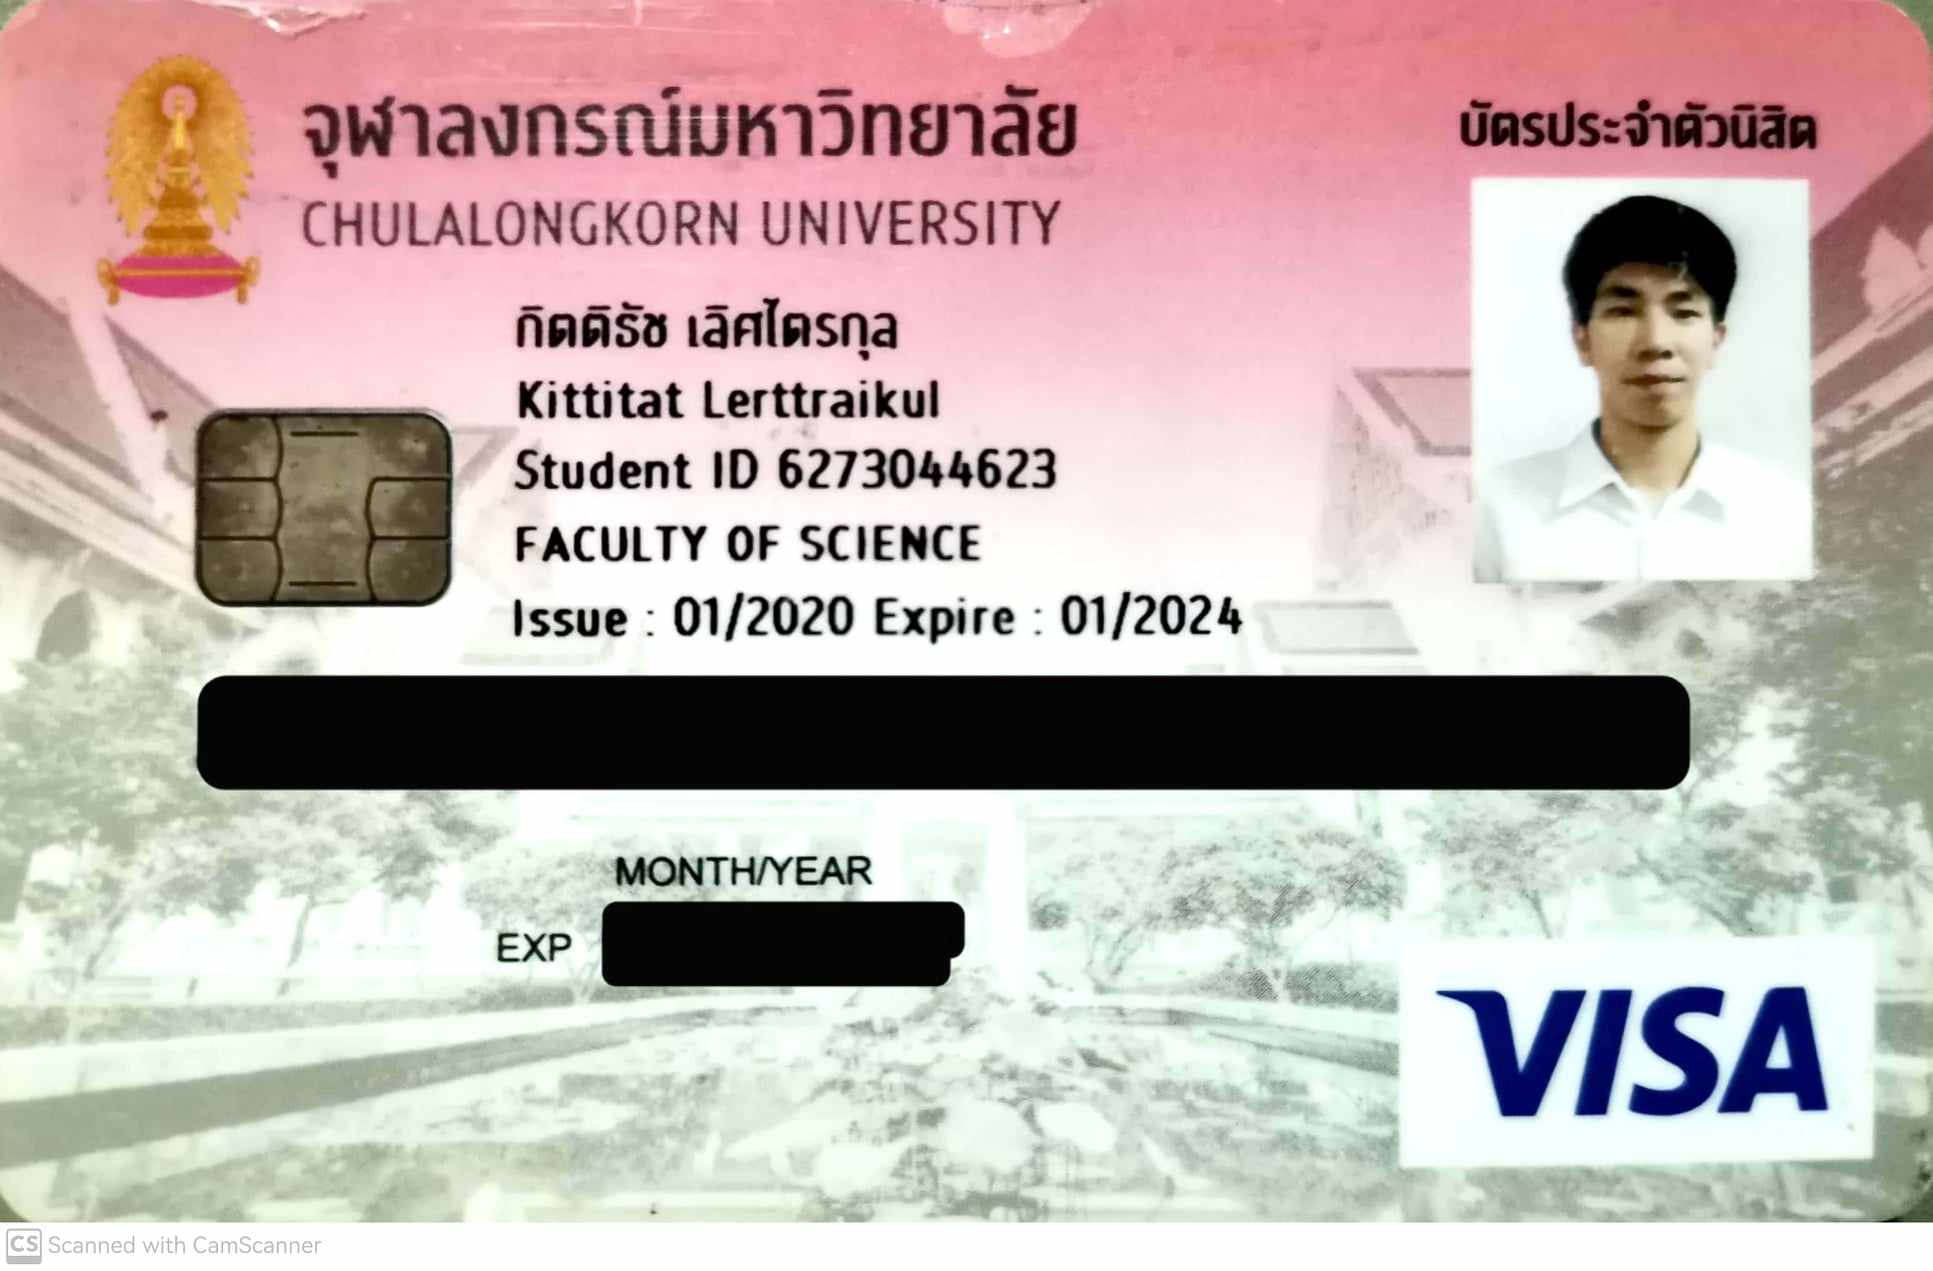 จุฬาลงกรณ์มหาวิทยาลัย
CHULALONGKORN UNIVERSITY
บัตรประจำตัวนิสิต
กิตติธัช เลิศไตรกุล
Kittitat Lerttraikul
Student ID 6273044623
FACULTY OF SCIENCE
Issue : 01/2020 Expire : 01/2024
MONTH/YEAR
EXP
VISA
CS Scanned with CamScanner